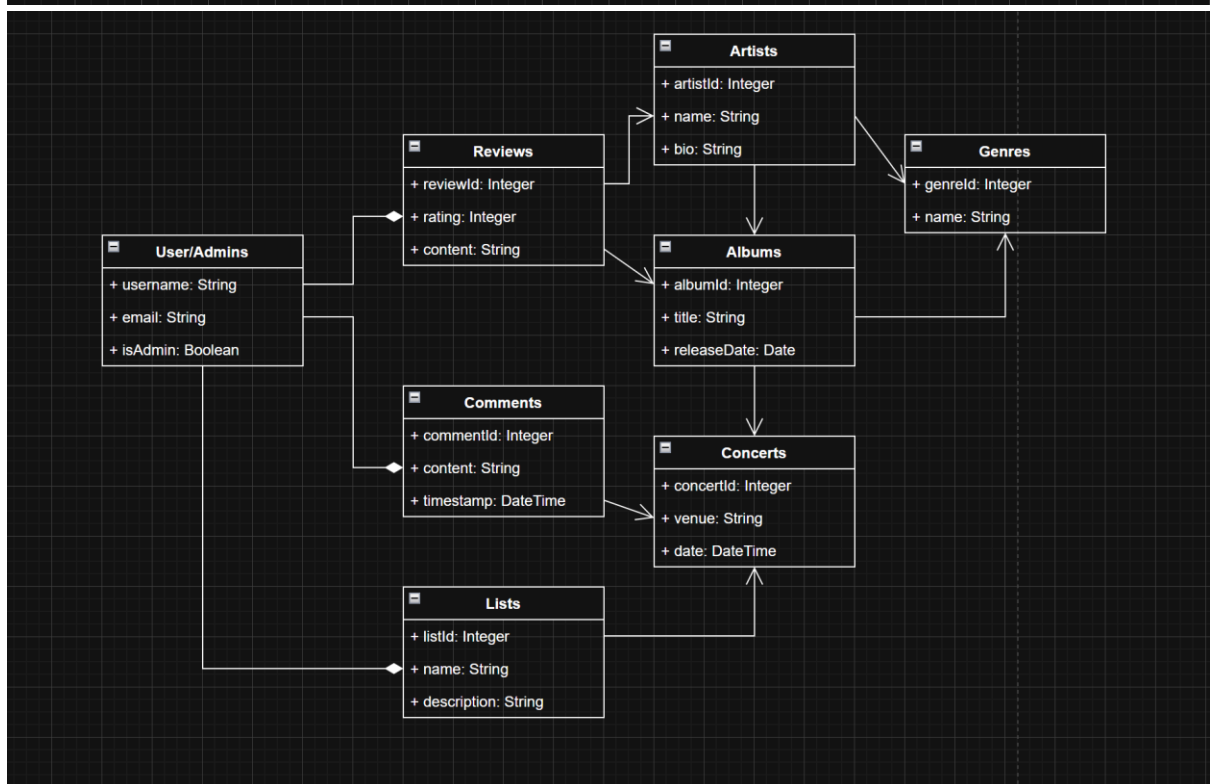 Artists
+ artistId: Integer
+ name: String
+ bio: String
Reviews
+ reviewId: Integer
+ rating: Integer
+ content: String
Genres
+ genreId: Integer
+ name: String
User/Admins
+ username: String
+ email: String
+ isAdmin: Boolean
Albums
+ albumId: Integer
+ title: String
+ releaseDate: Date
Comments
+ commentId: Integer
+ content: String
+ timestamp: DateTime
Concerts
+ concertId: Integer
+ venue: String
+ date: DateTime
Lists
+ listId: Integer
+ name: String
+ description: String